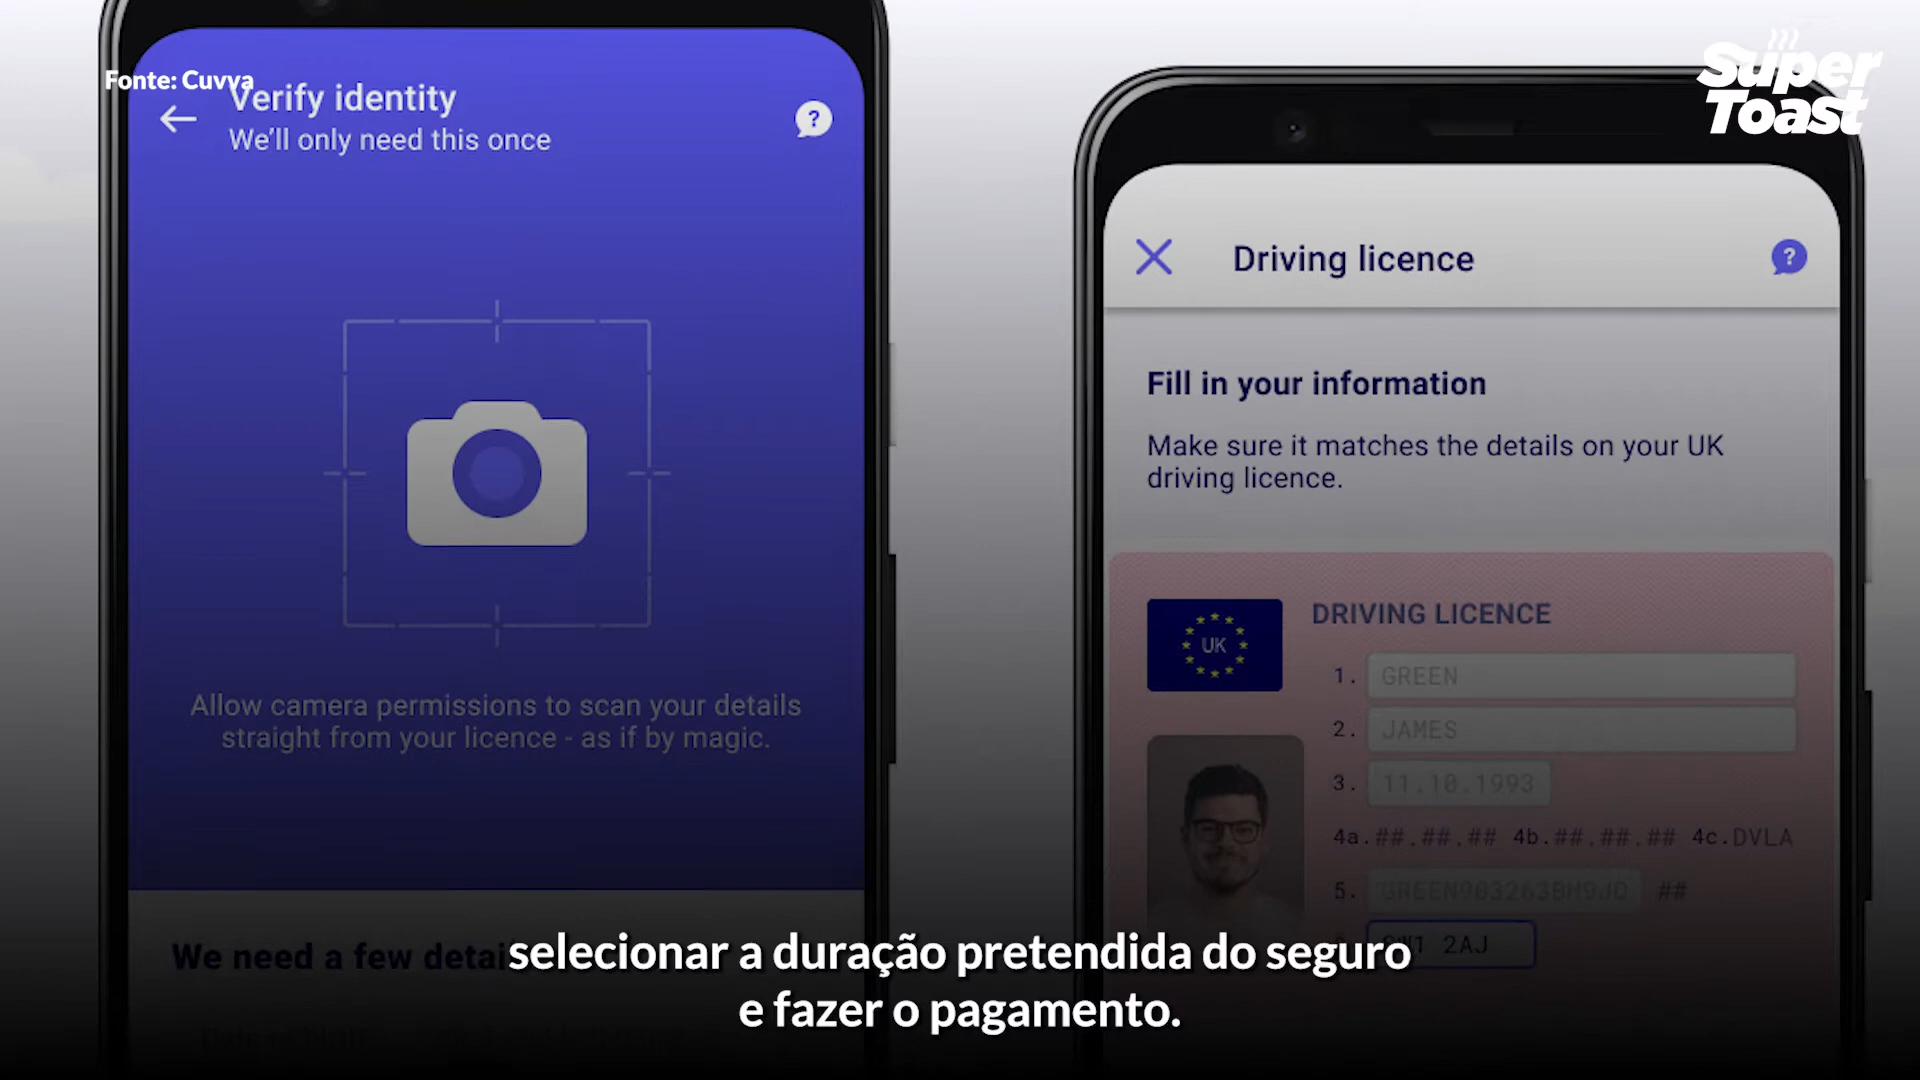 Fonte: Cuvva
Verify identity
We'll only need this once
Allow camera permissions to scan your details
straight from your licence - as if by magic.
We need a few detai
Super
Toast
Driving licence
Fill in your information
Make sure it matches the details on your UK
driving licence.
UK
DRIVING LICENCE
1. GREEN
2. JAMES
3. 11.10.1993
4a.##.##.## 4b.##.##.## 4c.DVLA
5. ##
2AJ
selecionar a duração pretendida do seguro
e fazer o pagamento.